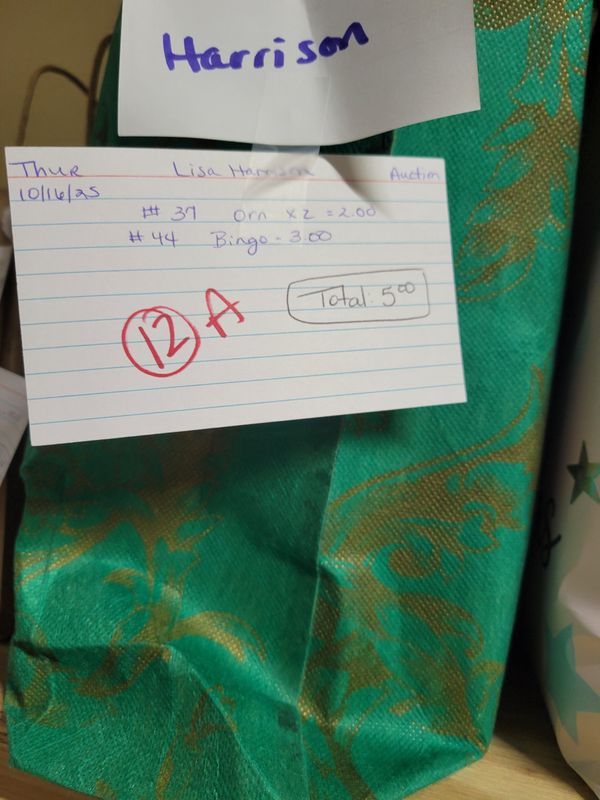 Harrison
Thur Lisa Harrison Auction
10/16/25
# 37 Orn x 2 = 2.00
# 44 Bingo - 3.00
Total: 5.00
12 A